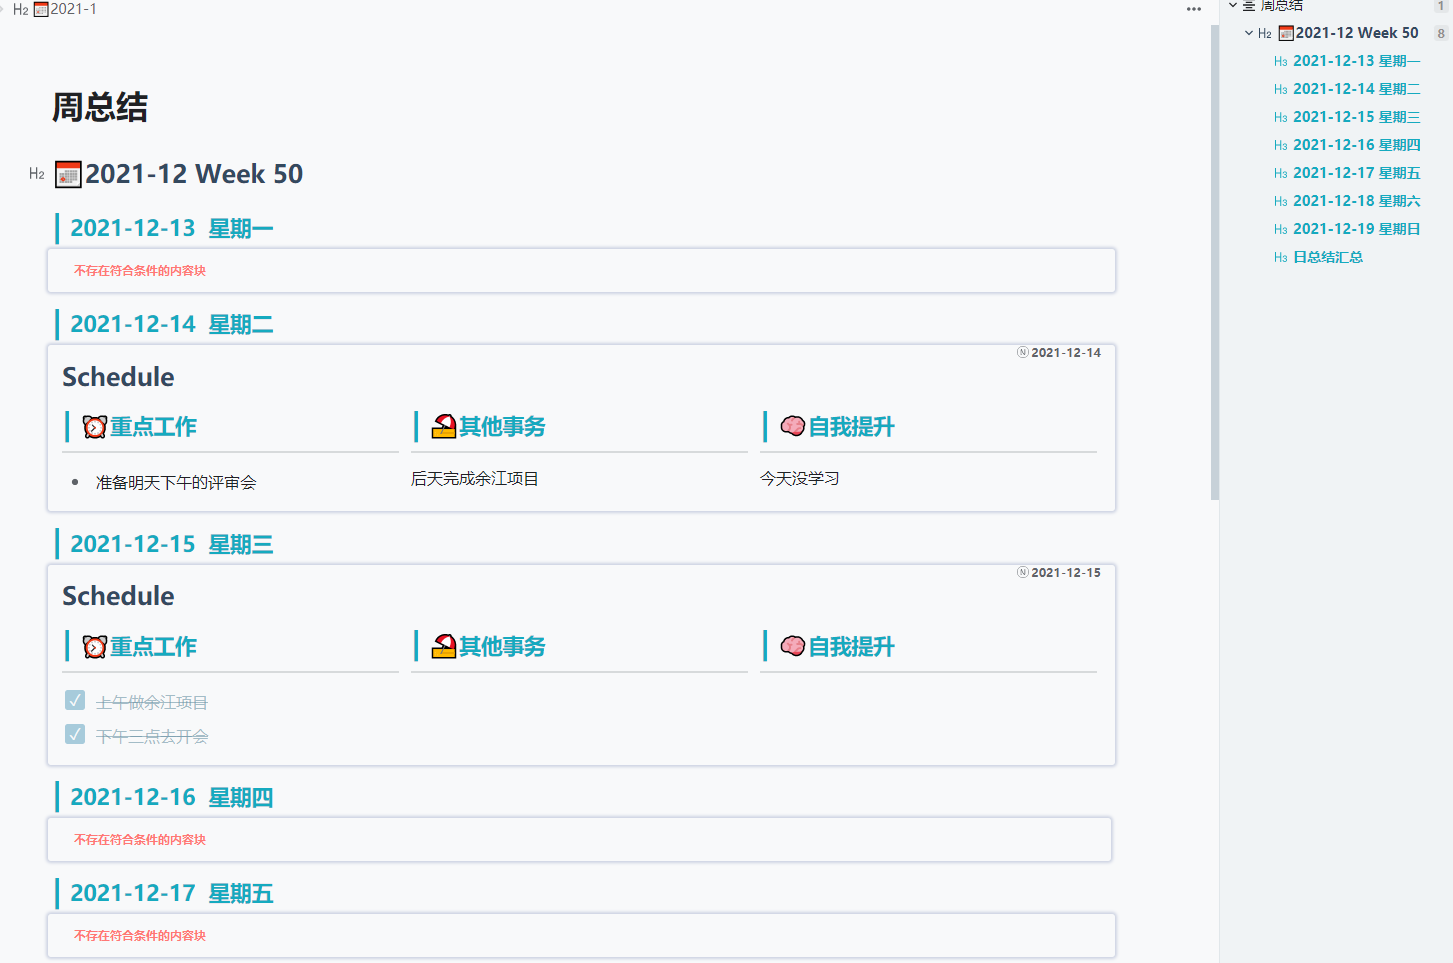 H2 2021-1
周总结
H2 2021-12 Week 50
2021-12-13 星期一
不存在符合条件的内容块
2021-12-14 星期二
N 2021-12-14
Schedule
重点工作 其他事务 自我提升
准备明天下午的评审会 后天完成余江项目 今天没学习
2021-12-15 星期三
N 2021-12-15
Schedule
重点工作 其他事务 自我提升
上午做余江项目
下午三点去开会
2021-12-16 星期四
不存在符合条件的内容块
2021-12-17 星期五
不存在符合条件的内容块
周总结 1
H2 2021-12 Week 50 8
H3 2021-12-13 星期一
H3 2021-12-14 星期二
H3 2021-12-15 星期三
H3 2021-12-16 星期四
H3 2021-12-17 星期五
H3 2021-12-18 星期六
H3 2021-12-19 星期日
H3 日总结汇总